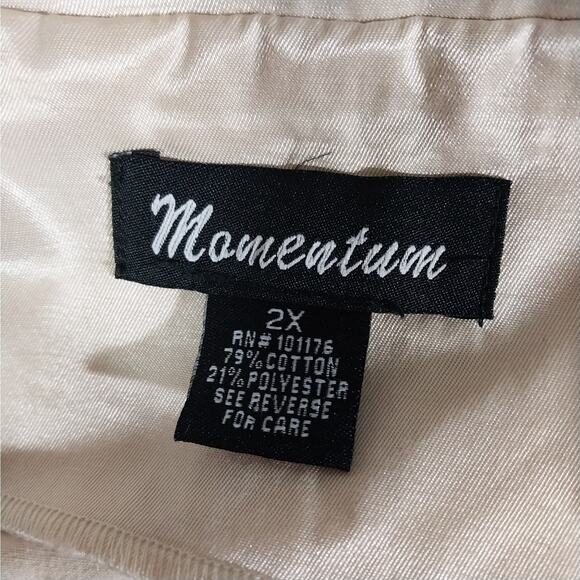 Momentum
2X
RN# 101176
79% COTTON
21% POLYESTER
SEE REVERSE
FOR CARE